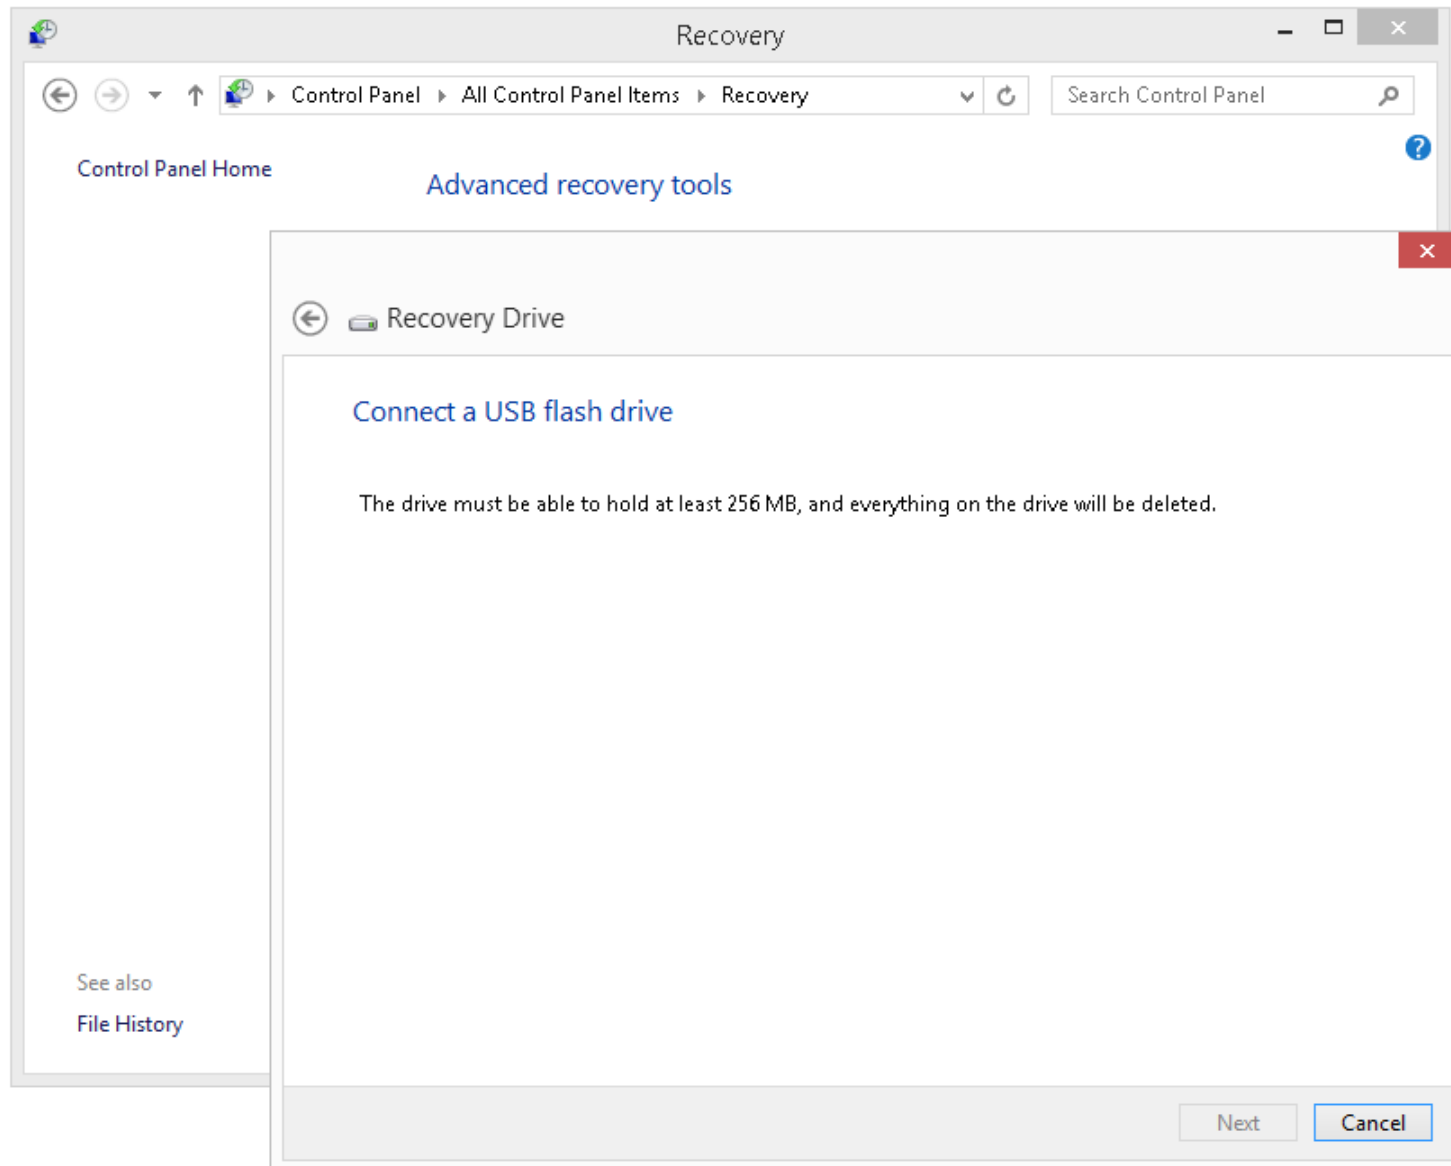 Recovery
Control Panel All Control Panel Items Recovery
Search Control Panel
Control Panel Home
Advanced recovery tools
Recovery Drive
Connect a USB flash drive
The drive must be able to hold at least 256 MB, and everything on the drive will be deleted.
See also
File History
Next
Cancel